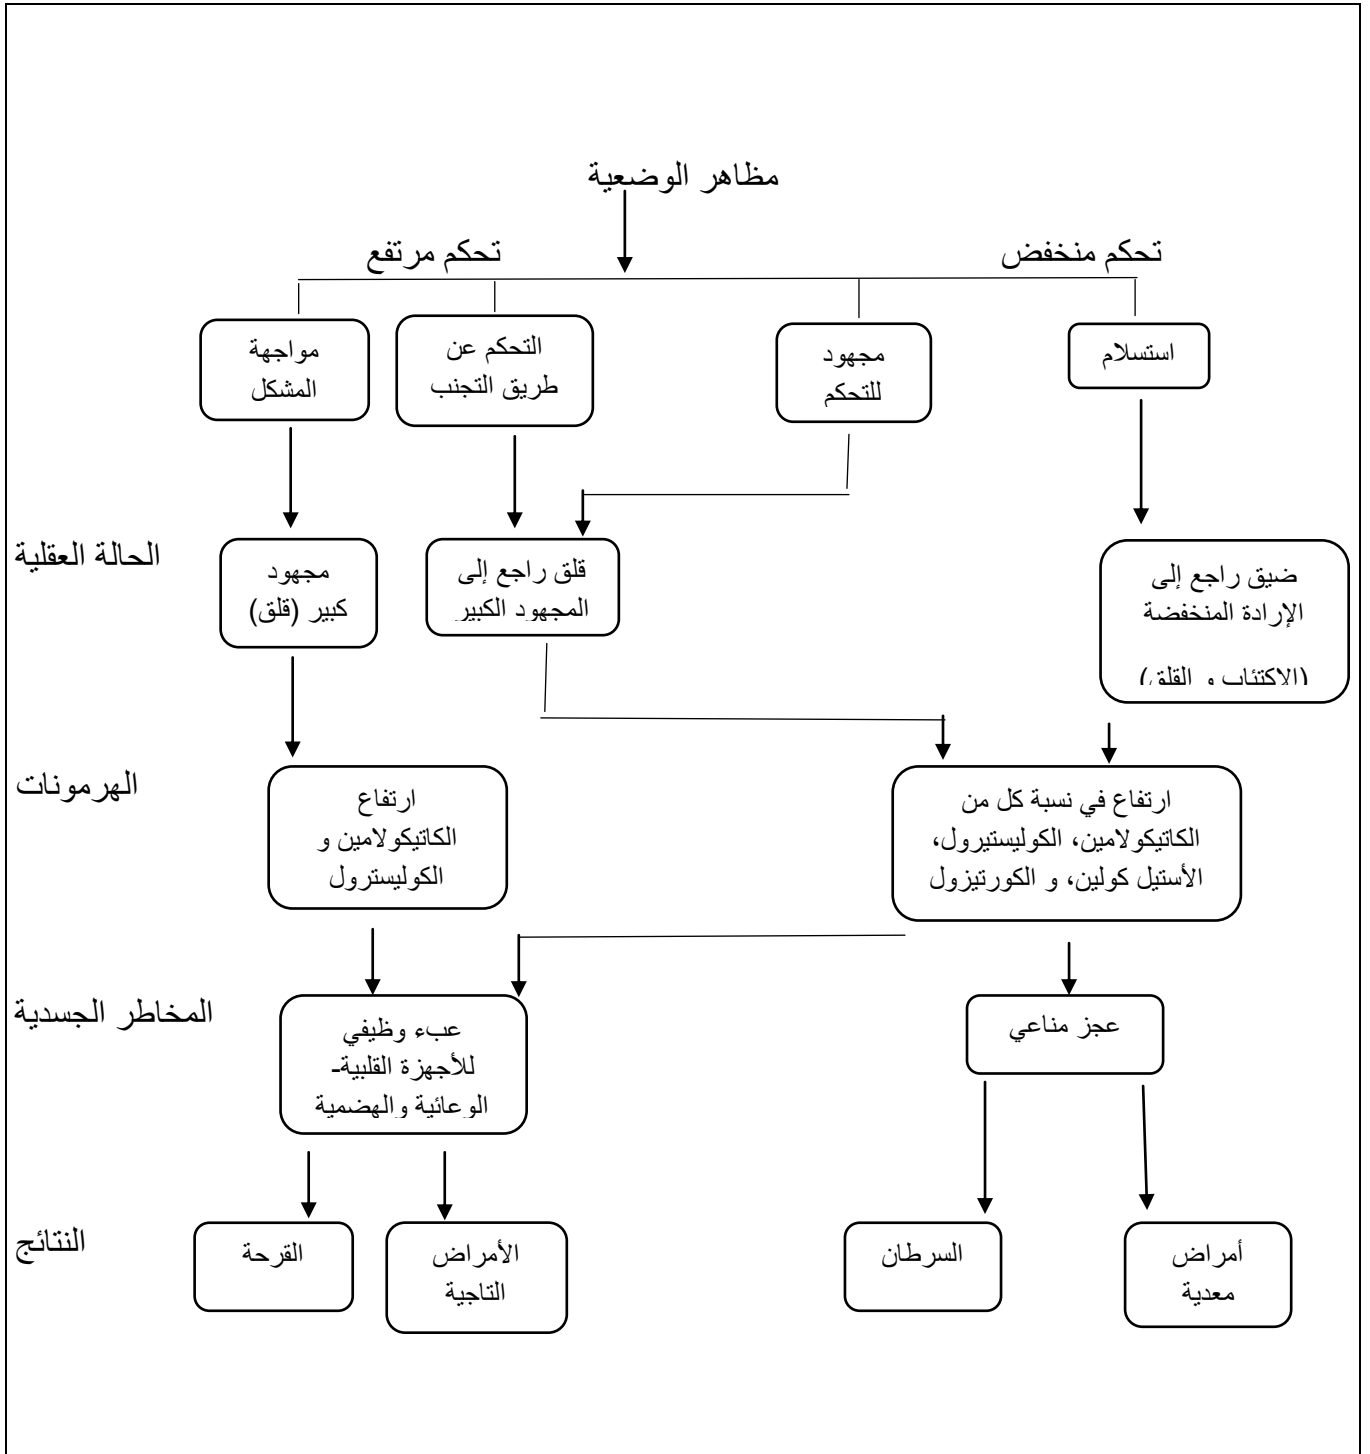 مظاهر الوضعية
تحكم منخفض
تحكم مرتفع
استسلام
مجهود
للتحكم
التحكم عن
طريق التجنب
مواجهة
المشكل
الحالة العقلية
ضيق راجع إلى
الإرادة المنخفضة
(الاكتئاب و القلق)
قلق راجع إلى
المجهود الكبير
مجهود
كبير (قلق)
الهرمونات
ارتفاع في نسبة كل من
الكاتيكولامين، الكوليستيرول،
الأستيل كولين، و الكورتيزول
ارتفاع
الكاتيكولامين و
الكوليسترول
المخاطر الجسدية
عجز مناعي
عبء وظيفي
للأجهزة القلبية-
الوعائية والهضمية
النتائج
أمراض
معدية
السرطان
الأمراض
التاجية
القرحة